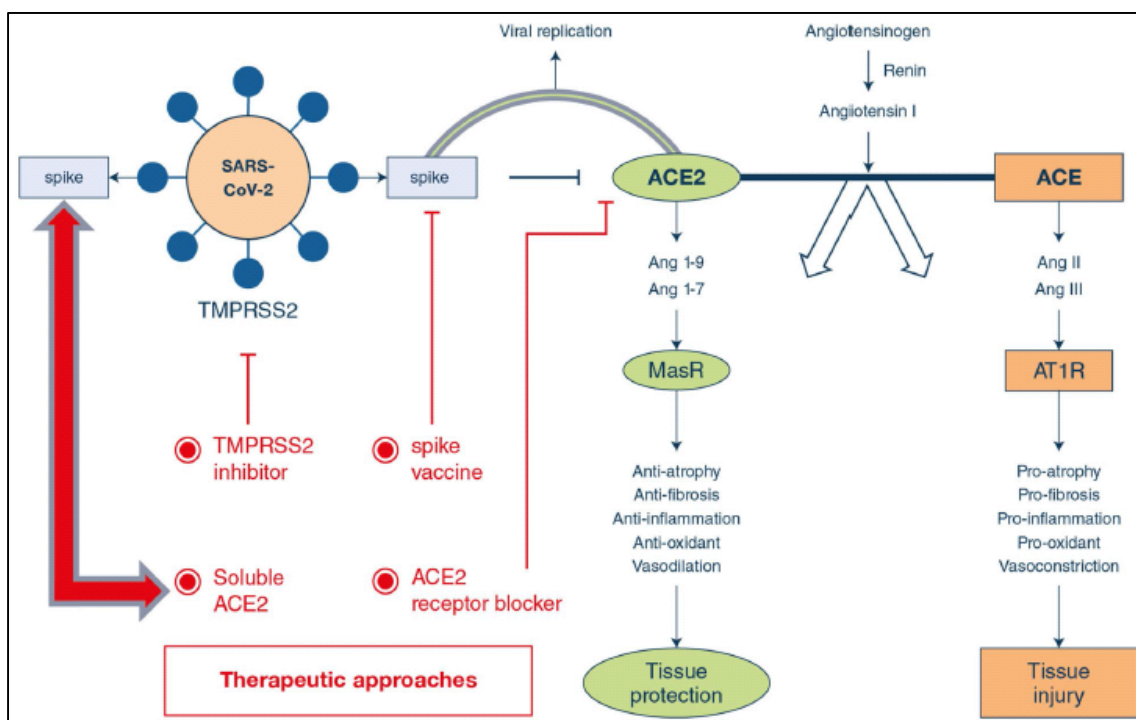 Viral replication
Angiotensinogen
Renin
Angiotensin I
spike
SARS-
CoV-2
spike
ACE2
ACE
TMPRSS2
Ang 1-9
Ang 1-7
Ang II
Ang III
MasR
AT1R
TMPRSS2
inhibitor
spike
vaccine
Anti-atrophy
Anti-fibrosis
Anti-inflammation
Anti-oxidant
Vasodilation
Pro-atrophy
Pro-fibrosis
Pro-inflammation
Pro-oxidant
Vasoconstriction
Soluble
ACE2
ACE2
receptor blocker
Therapeutic approaches
Tissue
protection
Tissue
injury